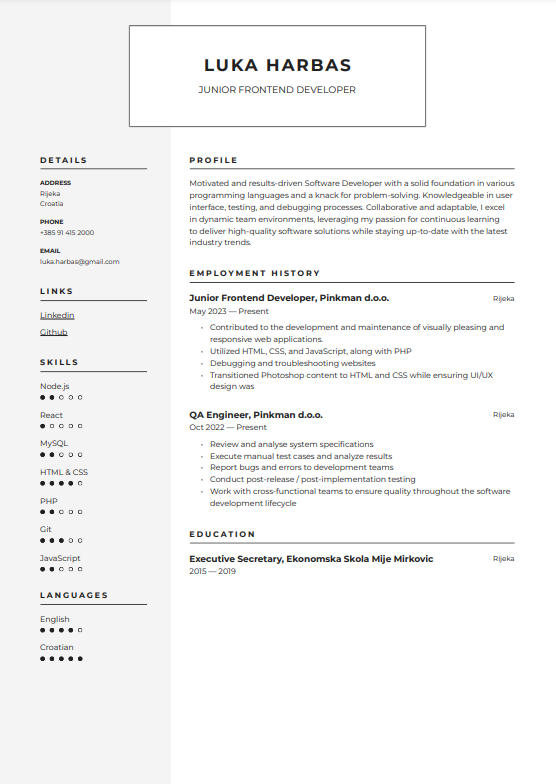 LUKA HARBAS
JUNIOR FRONTEND DEVELOPER
DETAILS
ADDRESS
Rijeka
Croatia
PHONE
+385 91 415 2000
EMAIL
luka.harbas@gmail.com
LINKS
Linkedin
Github
SKILLS
Node.js
React
MySQL
HTML & CSS
PHP
Git
JavaScript
LANGUAGES
English
Croatian
PROFILE
Motivated and results-driven Software Developer with a solid foundation in various
programming languages and a knack for problem-solving. Knowledgeable in user
interface, testing, and debugging processes. Collaborative and adaptable, I excel
in dynamic team environments, leveraging my passion for continuous learning
to deliver high-quality software solutions while staying up-to-date with the latest
industry trends.
EMPLOYMENT HISTORY
Junior Frontend Developer, Pinkman d.o.o. Rijeka
May 2023 — Present
• Contributed to the development and maintenance of visually pleasing and
responsive web applications.
• Utilized HTML, CSS, and JavaScript, along with PHP
• Debugging and troubleshooting websites
• Transitioned Photoshop content to HTML and CSS while ensuring UI/UX
design was
QA Engineer, Pinkman d.o.o. Rijeka
Oct 2022 — Present
• Review and analyse system specifications
• Execute manual test cases and analyze results
• Report bugs and errors to development teams
• Conduct post-release / post-implementation testing
• Work with cross-functional teams to ensure quality throughout the software
development lifecycle
EDUCATION
Executive Secretary, Ekonomska Skola Mije Mirkovic Rijeka
2015 — 2019